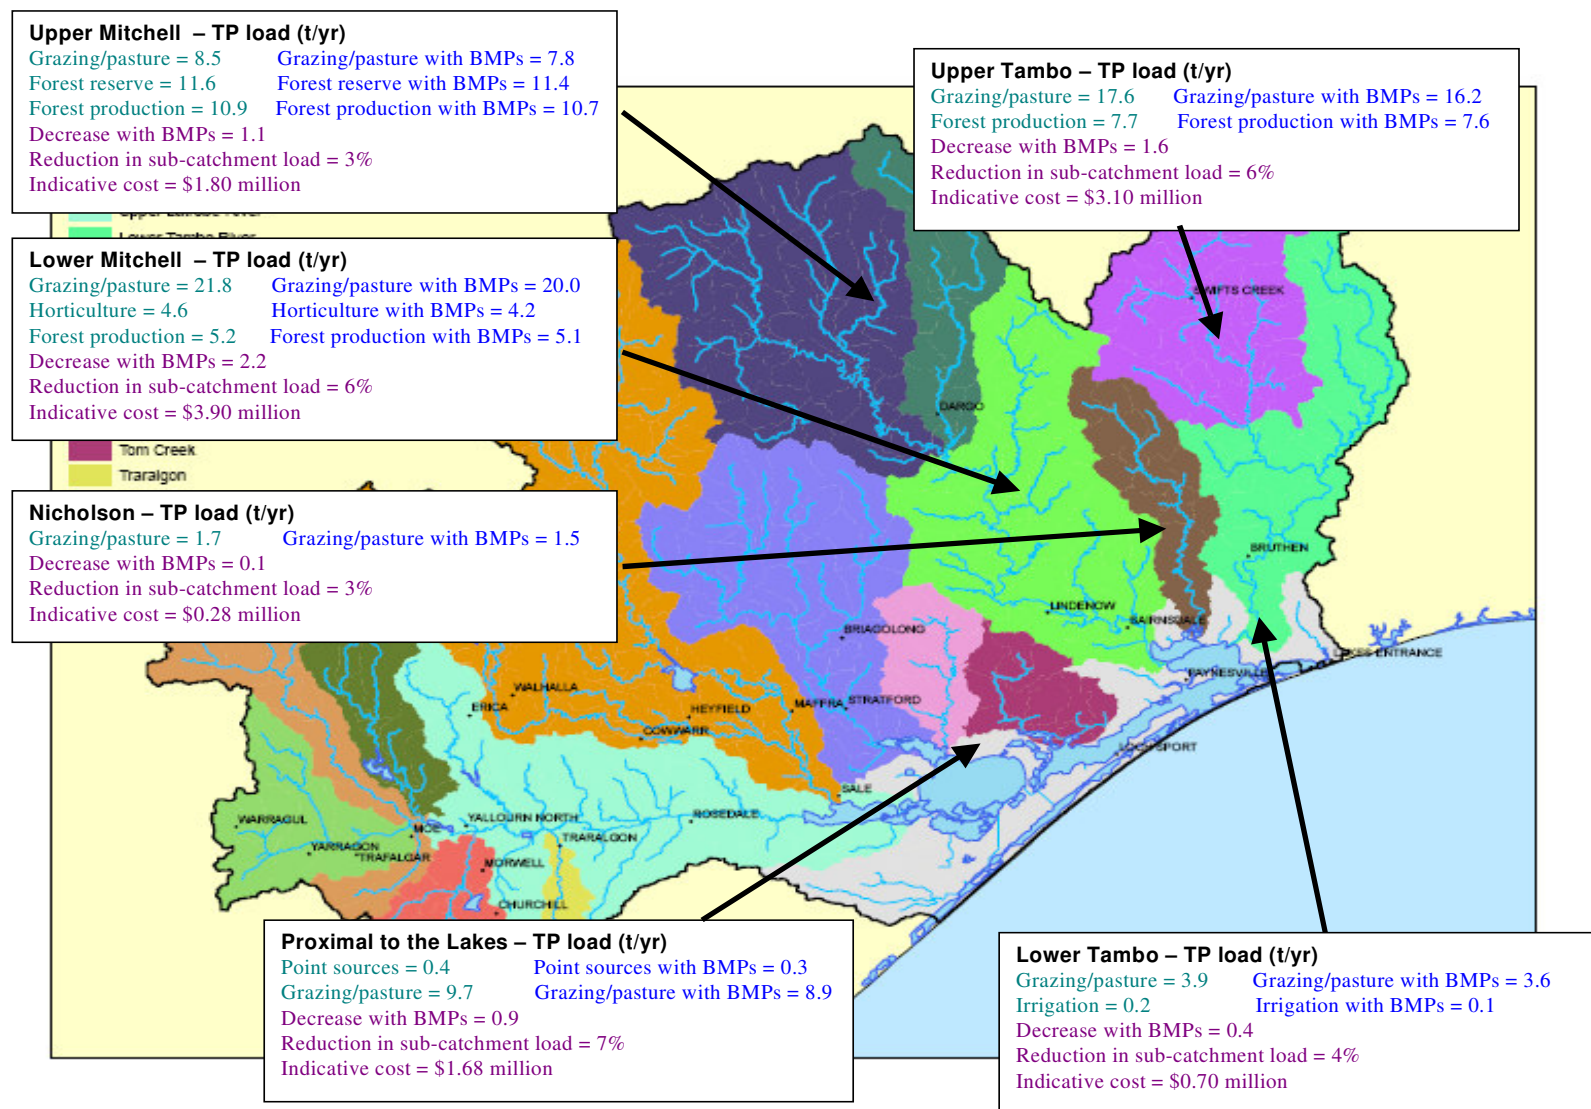 Upper Mitchell – TP load (t/yr)
Grazing/pasture = 8.5 Grazing/pasture with BMPs = 7.8
Forest reserve = 11.6 Forest reserve with BMPs = 11.4
Forest production = 10.9 Forest production with BMPs = 10.7
Decrease with BMPs = 1.1
Reduction in sub-catchment load = 3%
Indicative cost = $1.80 million
Upper Tambo – TP load (t/yr)
Grazing/pasture = 17.6 Grazing/pasture with BMPs = 16.2
Forest production = 7.7 Forest production with BMPs = 7.6
Decrease with BMPs = 1.6
Reduction in sub-catchment load = 6%
Indicative cost = $3.10 million
Upper Latrobe River
Lower Tambo River
Lower Mitchell – TP load (t/yr)
Grazing/pasture = 21.8 Grazing/pasture with BMPs = 20.0
Horticulture = 4.6 Horticulture with BMPs = 4.2
Forest production = 5.2 Forest production with BMPs = 5.1
Decrease with BMPs = 2.2
Reduction in sub-catchment load = 6%
Indicative cost = $3.90 million
SWIFTS CREEK
DARGO
Tom Creek
Traralgon
Nicholson – TP load (t/yr)
Grazing/pasture = 1.7 Grazing/pasture with BMPs = 1.5
Decrease with BMPs = 0.1
Reduction in sub-catchment load = 3%
Indicative cost = $0.28 million
BRUTHEN
LINDENOW
BAIRNSDALE
BRIAGOLONG
LAKES ENTRANCE
PAYNESVILLE
WALHALLA
ERICA
HEYFIELD
MAFFRA
STRATFORD
COWWARR
LOCH SPORT
SALE
WARRAGUL
YALLOURN NORTH
ROSEDALE
MOE
TRARALGON
YARRAGON
TRAFALGAR
MORWELL
CHURCHILL
Proximal to the Lakes – TP load (t/yr)
Point sources = 0.4 Point sources with BMPs = 0.3
Grazing/pasture = 9.7 Grazing/pasture with BMPs = 8.9
Decrease with BMPs = 0.9
Reduction in sub-catchment load = 7%
Indicative cost = $1.68 million
Lower Tambo – TP load (t/yr)
Grazing/pasture = 3.9 Grazing/pasture with BMPs = 3.6
Irrigation = 0.2 Irrigation with BMPs = 0.1
Decrease with BMPs = 0.4
Reduction in sub-catchment load = 4%
Indicative cost = $0.70 million